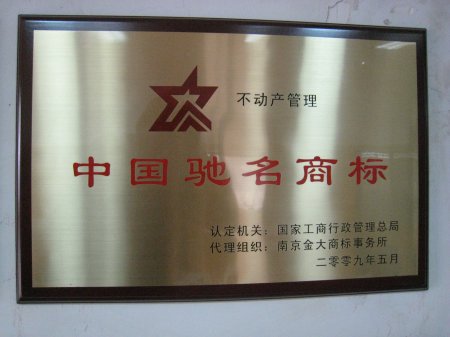 不动产管理
中国驰名商标
认定机关：国家工商行政管理总局
代理组织：南京金大商标事务所
二零零九年五月